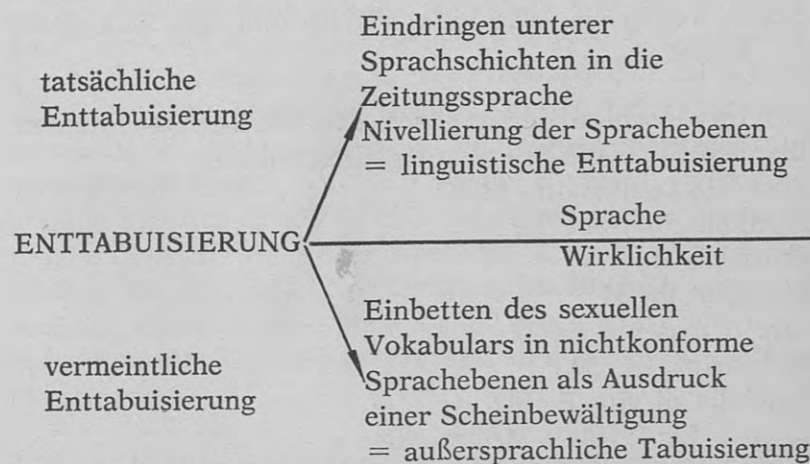 tatsächliche
Enttabuisierung
Eindringen unterer
Sprachschichten in die
Zeitungssprache
Nivellierung der Sprachebenen
= linguistische Enttabuisierung
ENTTABUISIERUNG
Sprache
Wirklichkeit
vermeintliche
Enttabuisierung
Einbetten des sexuellen
Vokabulars in nichtkonforme
Sprachebenen als Ausdruck
einer Scheinbewältigung
= außersprachliche Tabuisierung